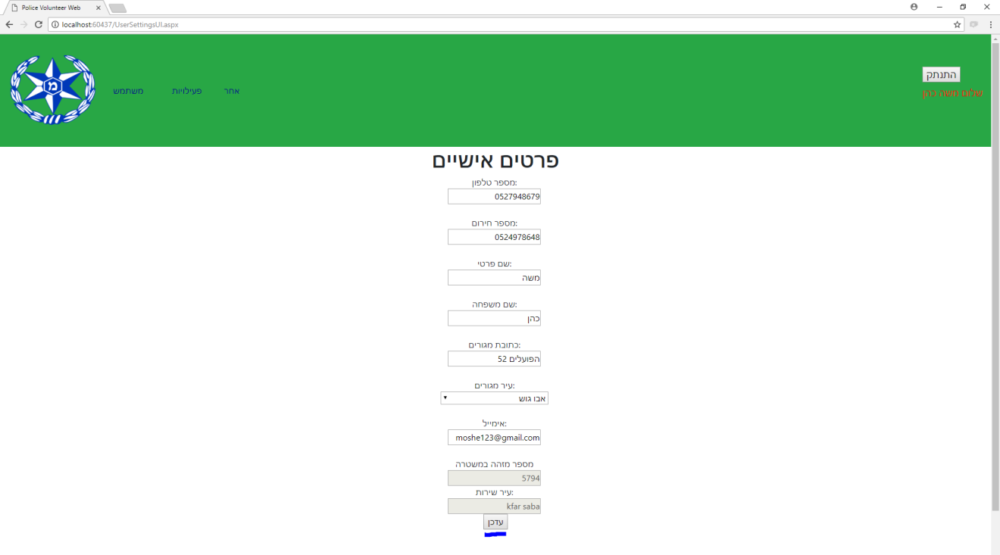 Police Volunteer Web
localhost:60437/UserSettingsUI.aspx
התנתק
שלום משה כהן
משתמש
פעילויות
אחר
מ
פרטים אישיים
מספר טלפון:
0527948679
מספר חירום:
0524978648
שם פרטי:
משה
שם משפחה:
כהן
כתובת מגורים:
הפועלים 52
עיר מגורים:
אבו גוש
אימייל:
moshe123@gmail.com
מספר מזהה במשטרה
5794
עיר שירות:
kfar saba
עדכן